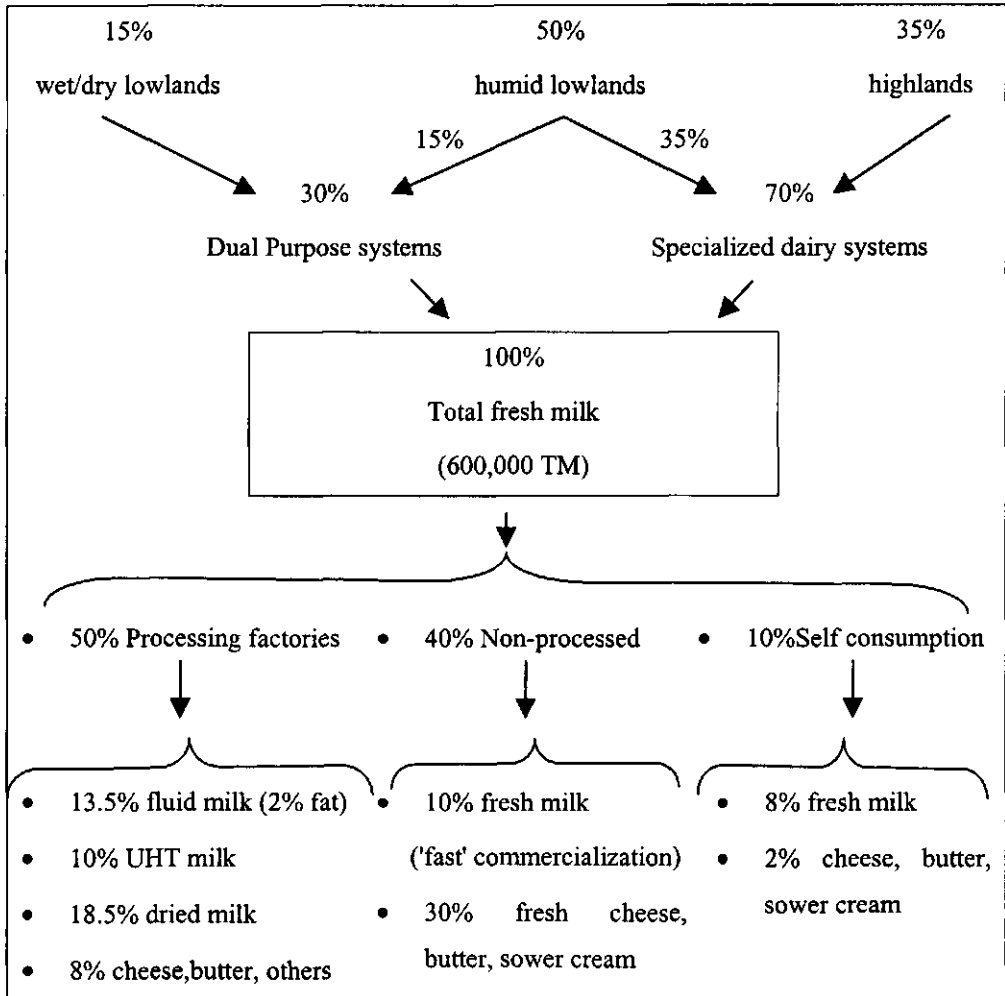 15%
50%
35%
wet/dry lowlands
humid lowlands
highlands
15%
35%
30%
70%
Dual Purpose systems
Specialized dairy systems
100%
Total fresh milk
(600,000 TM)
• 50% Processing factories
• 40% Non-processed
• 10%Self consumption
• 13.5% fluid milk (2% fat)
• 10% UHT milk
• 18.5% dried milk
• 8% cheese,butter, others
• 10% fresh milk
('fast' commercialization)
• 30% fresh cheese,
butter, sower cream
• 8% fresh milk
• 2% cheese, butter,
sower cream